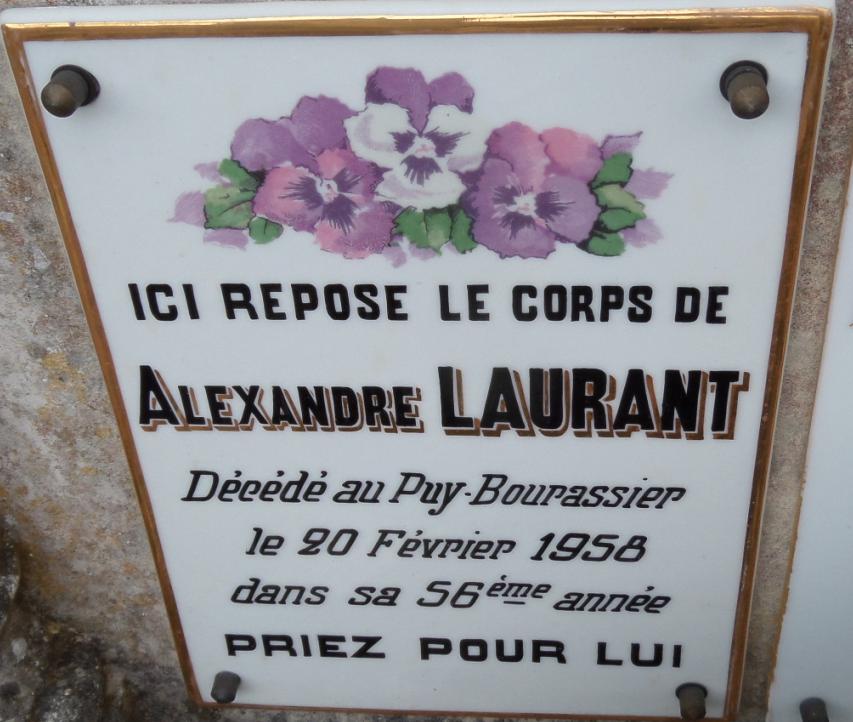 ICI REPOSE LE CORPS DE
ALEXANDRE LAURANT
Décédé au Puy-Bourassier
le 20 Février 1958
dans sa 56ème année
PRIEZ POUR LUI